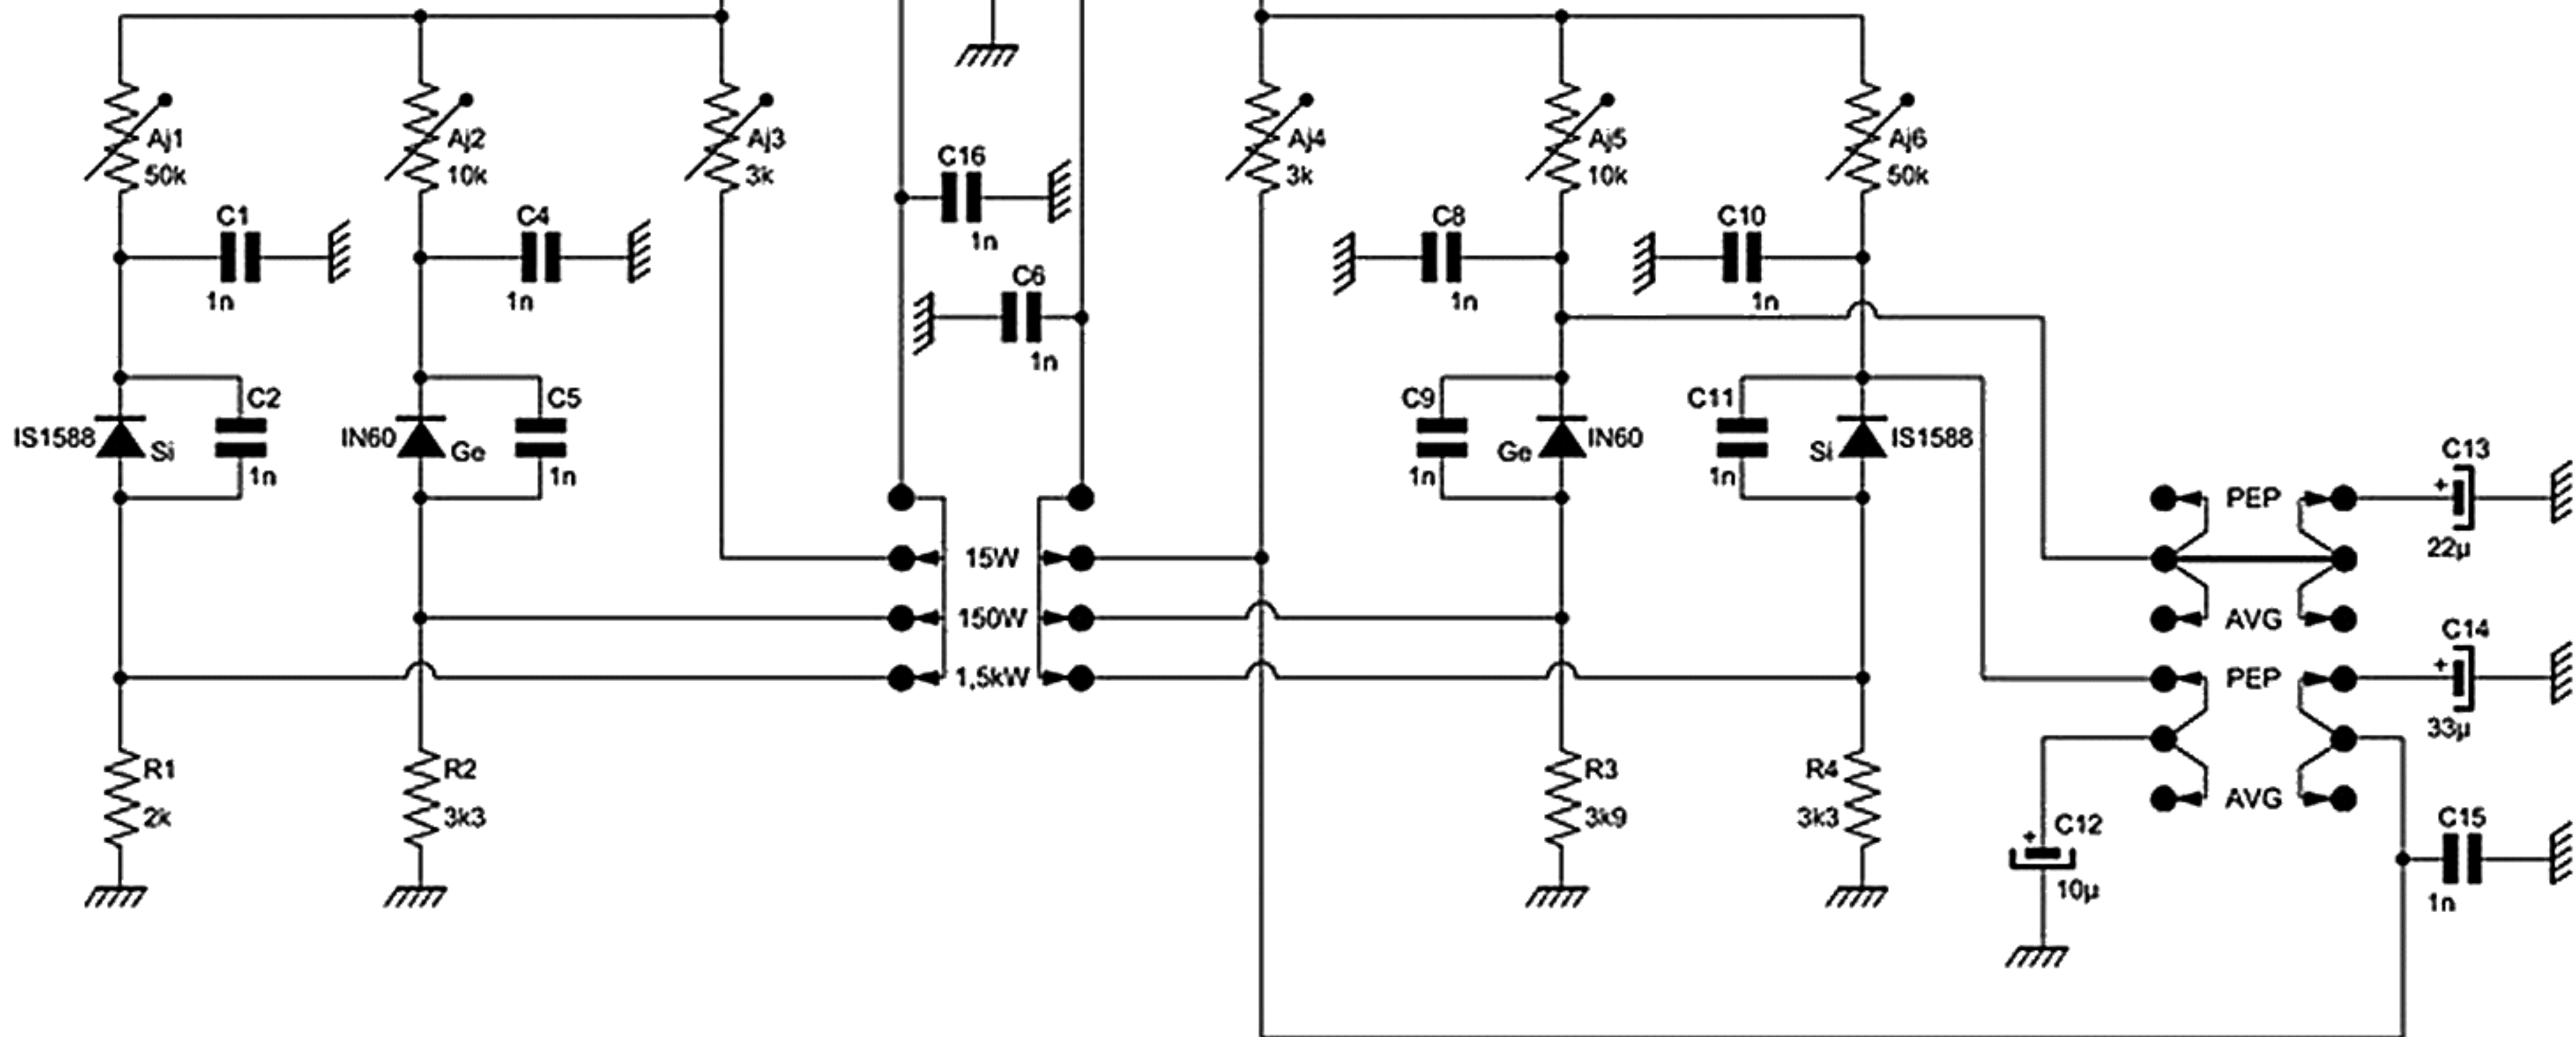 Aj1
50k
Aj2
10k
Aj3
3k
C16
1n
Aj4
3k
Aj5
10k
Aj6
50k
C1
1n
C4
1n
C6
1n
C8
1n
C10
1n
IS1588
Si
C2
1n
IN60
Ge
C5
1n
C9
1n
Ge
IN60
C11
1n
Si
IS1588
15W
150W
1,5kW
PEP
AVG
PEP
AVG
C13
+
22µ
C14
+
33µ
R1
2k
R2
3k3
R3
3k9
R4
3k3
C12
+
10µ
C15
1n